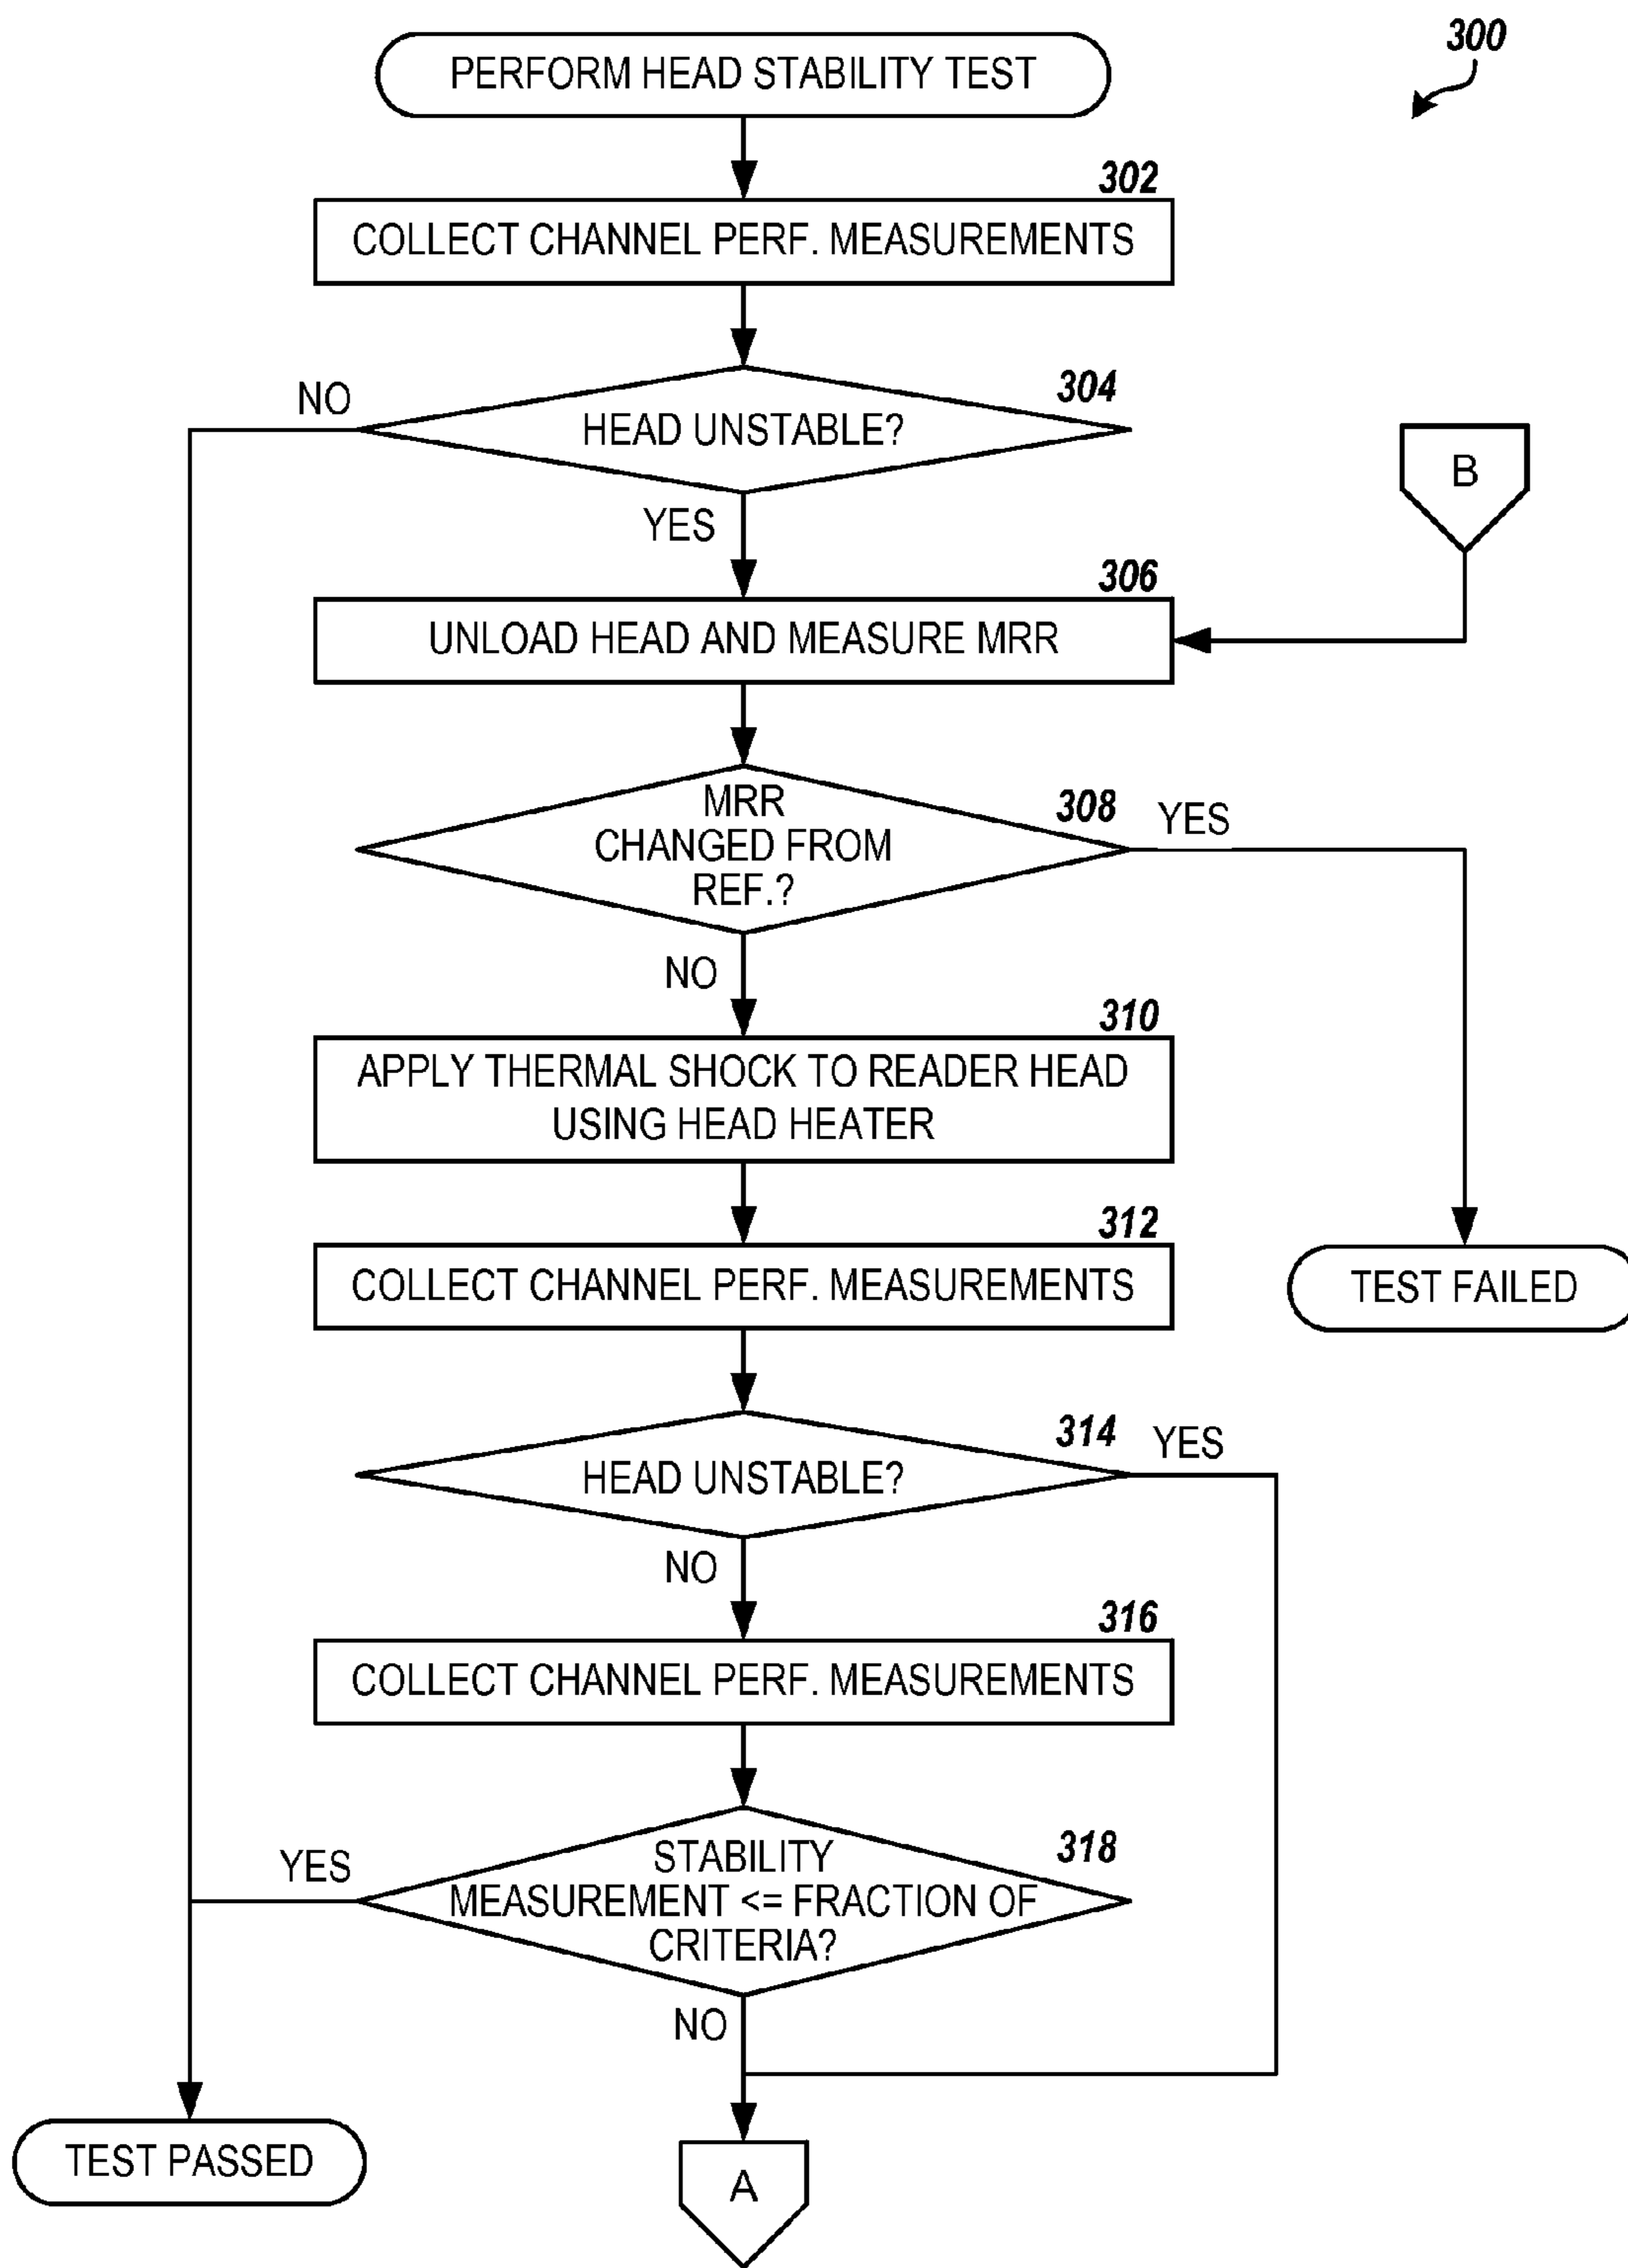 300
PERFORM HEAD STABILITY TEST
302
COLLECT CHANNEL PERF. MEASUREMENTS
304
NO
HEAD UNSTABLE?
YES
B
306
UNLOAD HEAD AND MEASURE MRR
308
MRR
CHANGED FROM
REF.?
YES
NO
310
APPLY THERMAL SHOCK TO READER HEAD
USING HEAD HEATER
312
COLLECT CHANNEL PERF. MEASUREMENTS
TEST FAILED
314
YES
HEAD UNSTABLE?
NO
316
COLLECT CHANNEL PERF. MEASUREMENTS
318
YES
STABILITY
MEASUREMENT <= FRACTION OF
CRITERIA?
NO
TEST PASSED
A